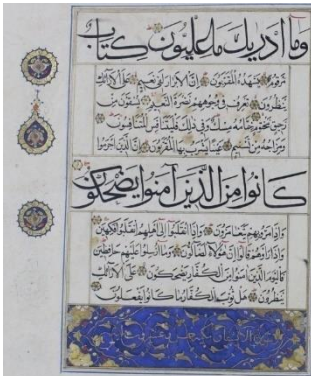 وما ادريك ما عليون كتاب
مرقوم يشهده المقربون ان الابرار لفي نعيم على الارائك
ينظرون تعرف في وجوههم نضرة النعيم يسقون من
رحيق مختوم ختامه مسك وفي ذلك فليتنافس المتنافسون
ومزاجه من تسنيم عينا يشرب بها المقربون ان الذين اجرموا
كانوا من الذين آمنوا يضحكون
واذا مروا بهم يتغامزون واذا انقلبوا الى اهلهم انقلبوا فكهين
واذا راوهم قالوا ان هؤلاء لضالون وما ارسلوا عليهم حافظين
فاليوم الذين آمنوا من الكفار يضحكون على الارائك
ينظرون هل ثوب الكفار ما كانوا يفعلون